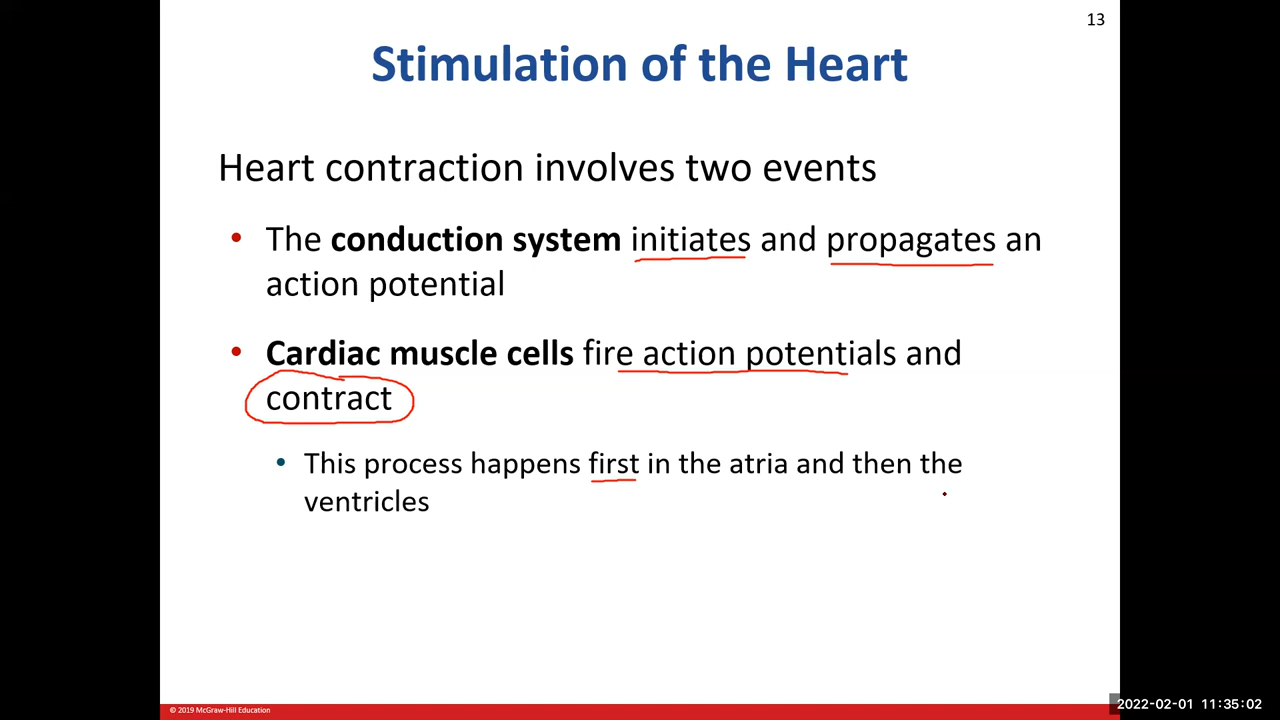 13
Stimulation of the Heart
Heart contraction involves two events
• The conduction system initiates and propagates an
action potential
• Cardiac muscle cells fire action potentials and
contract
• This process happens first in the atria and then the
ventricles
© 2019 McGraw-Hill Education
2022-02-01 11:35:02